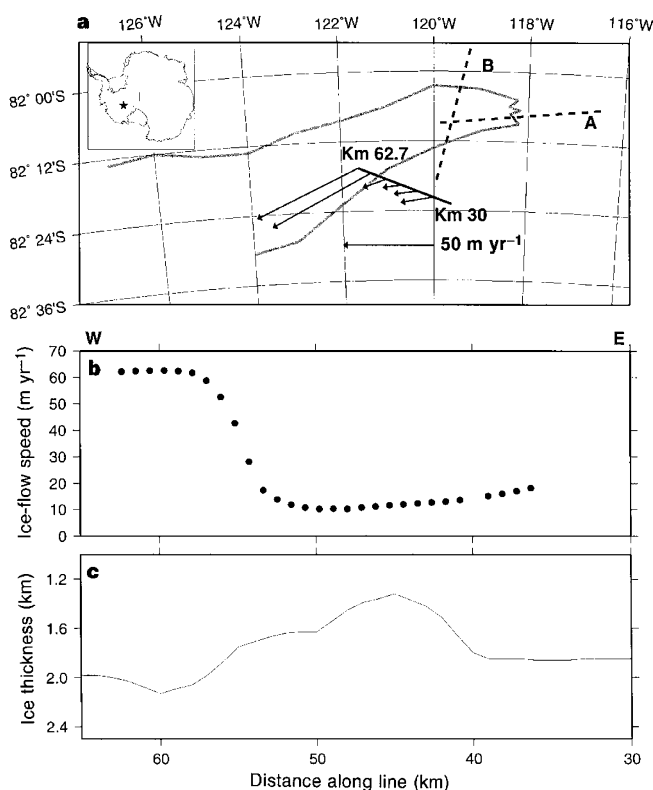 a
126°W 124°W 122°W 120°W 118°W 116°W
82° 00'S
82° 12'S
82° 24'S
82° 36'S
B
A
Km 62.7
Km 30
50 m yr⁻¹
W E
b
Ice-flow speed (m yr⁻¹)
70
60
50
40
30
20
10
0
c
Ice thickness (km)
1.2
1.6
2.0
2.4
60 50 40 30
Distance along line (km)